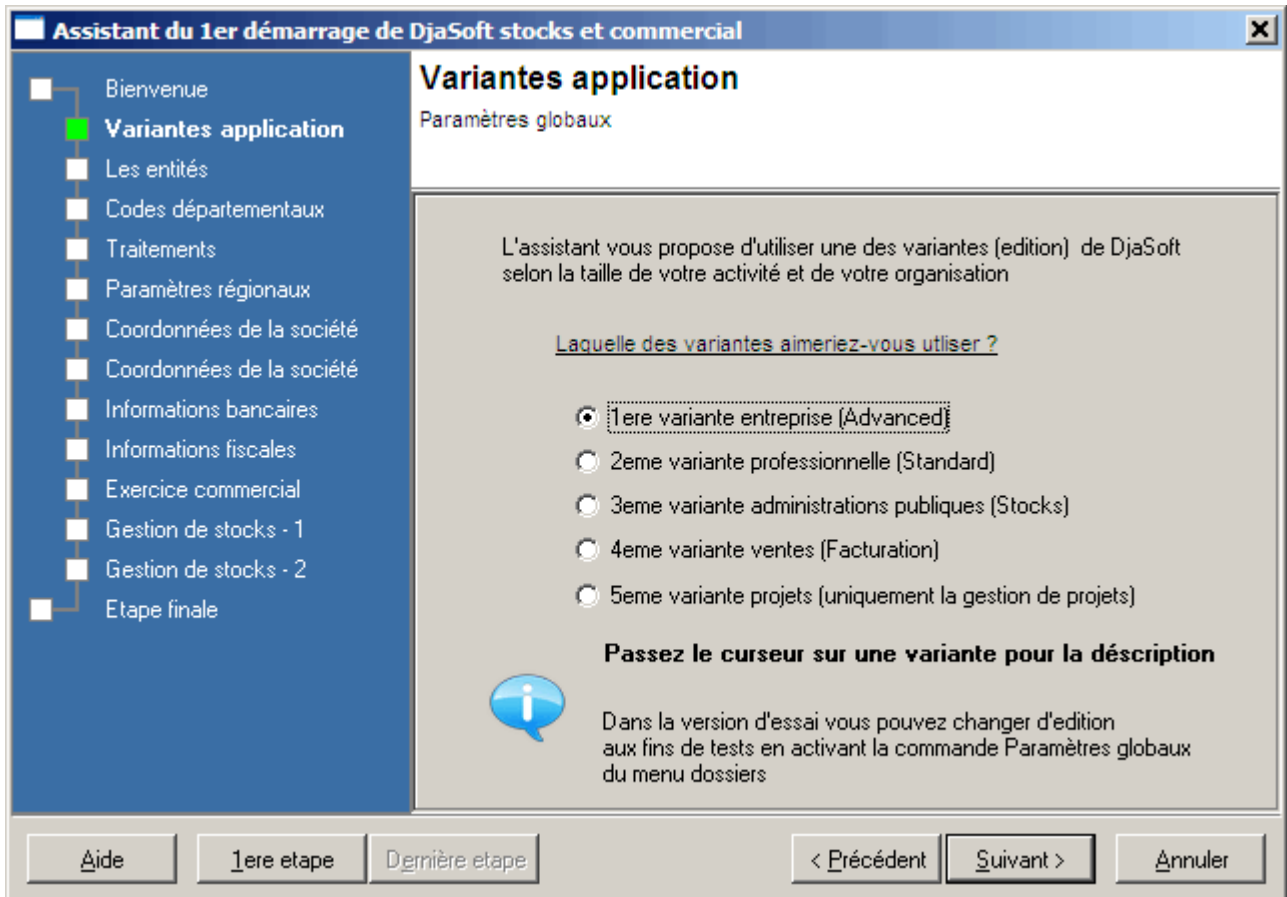 Assistant du 1er démarrage de DjaSoft stocks et commercial
Bienvenue
Variantes application
Les entités
Codes départementaux
Traitements
Paramètres régionaux
Coordonnées de la société
Coordonnées de la société
Informations bancaires
Informations fiscales
Exercice commercial
Gestion de stocks - 1
Gestion de stocks - 2
Etape finale
Variantes application
Paramètres globaux
L'assistant vous propose d'utiliser une des variantes (edition)  de DjaSoft
selon la taille de votre activité et de votre organisation
Laquelle des variantes aimeriez-vous utliser ?
1ere variante entreprise (Advanced)
2eme variante professionnelle (Standard)
3eme variante administrations publiques (Stocks)
4eme variante ventes (Facturation)
5eme variante projets (uniquement la gestion de projets)
Passez le curseur sur une variante pour la déscription
Dans la version d'essai vous pouvez changer d'edition
aux fins de tests en activant la commande Paramètres globaux
du menu dossiers
Aide
1ere etape
Dernière etape
< Précédent
Suivant >
Annuler